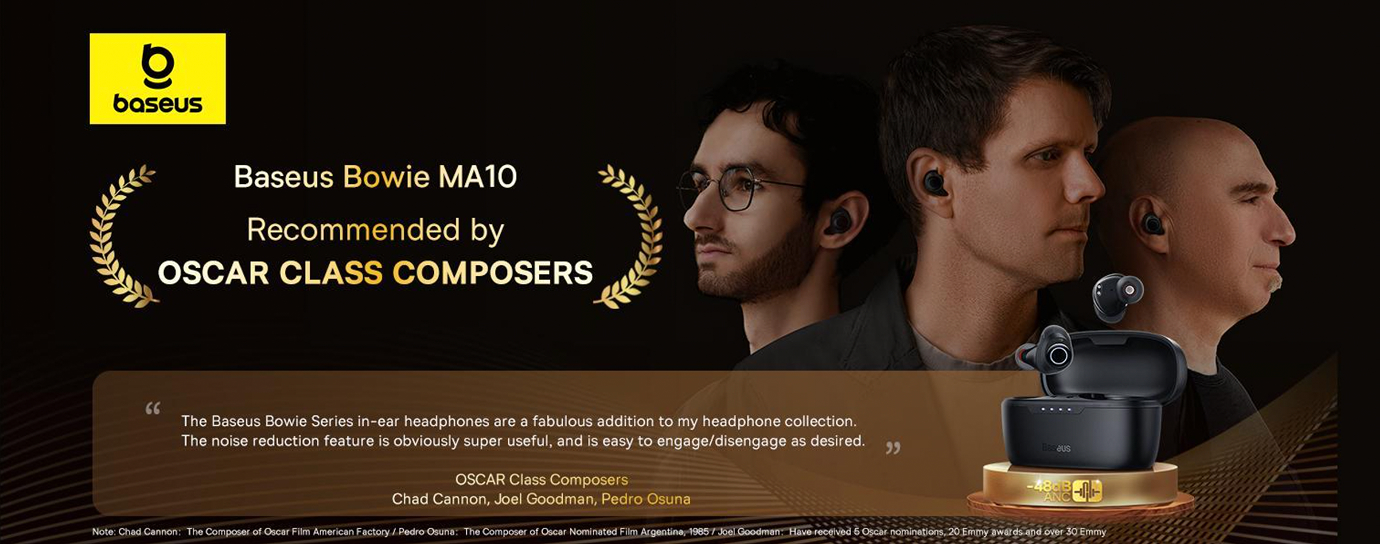 baseus
Baseus Bowie MA10
Recommended by
OSCAR CLASS COMPOSERS
“ The Baseus Bowie Series in-ear headphones are a fabulous addition to my headphone collection.
The noise reduction feature is obviously super useful, and is easy to engage/disengage as desired. ”
OSCAR Class Composers
Chad Cannon, Joel Goodman, Pedro Osuna
Baseus
-48dB
ANC
Note: Chad Cannon: The Composer of Oscar Film American Factory / Pedro Osuna: The Composer of Oscar Nominated Film Argentina, 1985 / Joel Goodman: Have received 5 Oscar nominations, 20 Emmy awards and over 30 Emmy